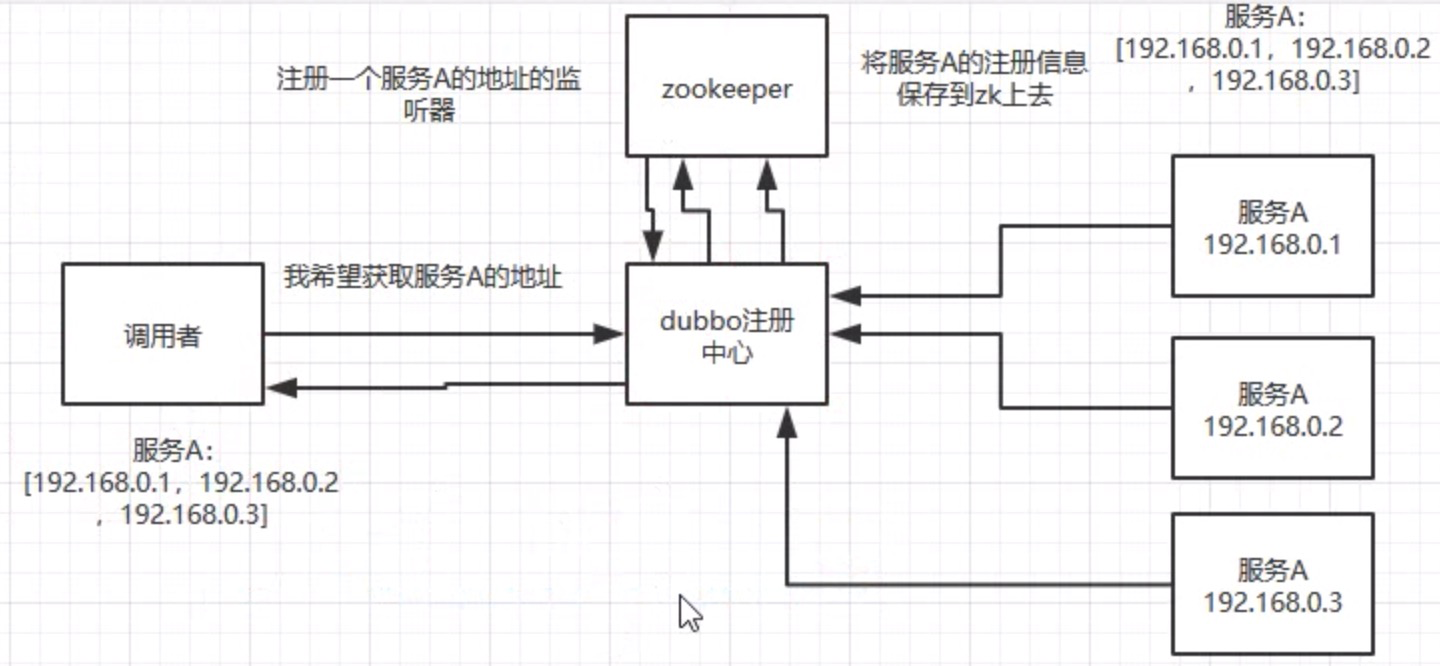 服务A：
[192.168.0.1，192.168.0.2
，192.168.0.3]
注册一个服务A的地址的监
听器
zookeeper
将服务A的注册信息
保存到zk上去
服务A
192.168.0.1
我希望获取服务A的地址
调用者
dubbo注册
中心
服务A
192.168.0.2
服务A：
[192.168.0.1，192.168.0.2
，192.168.0.3]
服务A
192.168.0.3